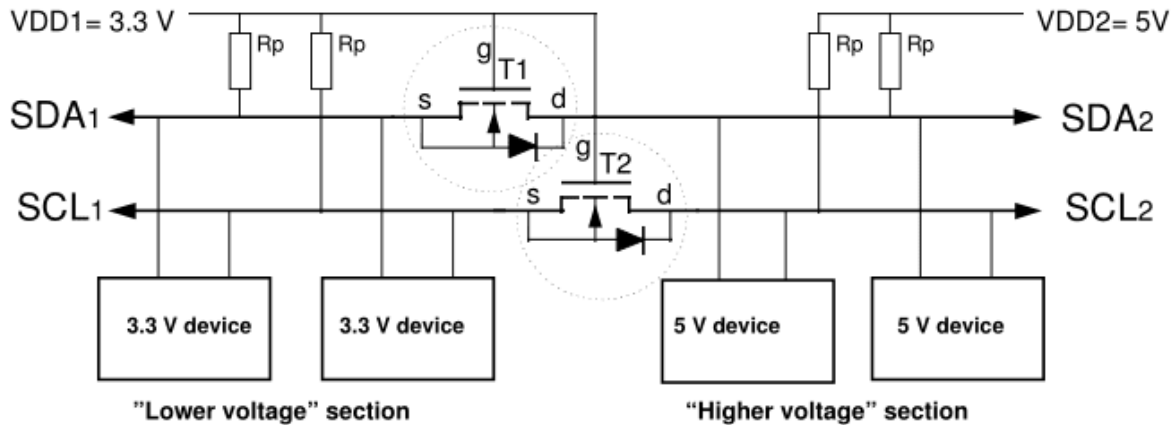 VDD1= 3.3 V
VDD2= 5V
Rp
Rp
Rp
Rp
g
T1
SDA1
s
d
SDA2
g
T2
SCL1
s
d
SCL2
3.3 V device
3.3 V device
5 V device
5 V device
”Lower voltage” section
“Higher voltage” section